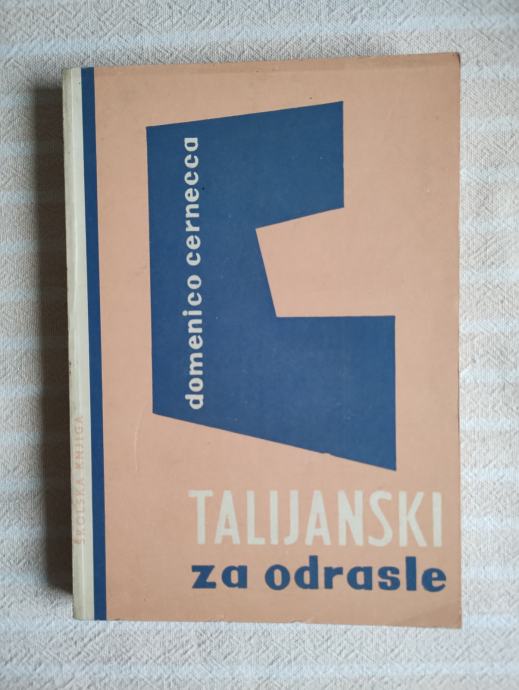 domenico cernecca
TALIJANSKI
za odrasle
ŠKOLSKA KNJIGA